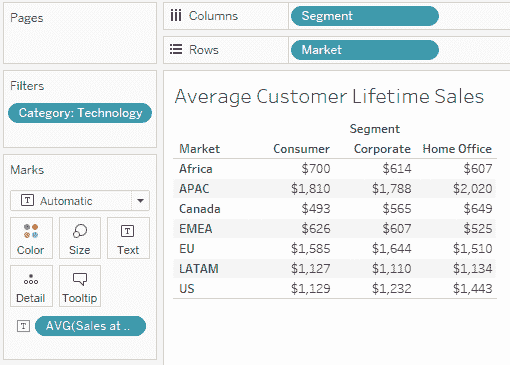 Pages
Columns Segment
Rows Market
Filters
Category: Technology
Marks
T Automatic
Color Size T Text
Detail Tooltip
T AVG(Sales at ..
Average Customer Lifetime Sales
Segment
Market Consumer Corporate Home Office
Africa $700 $614 $607
APAC $1,810 $1,788 $2,020
Canada $493 $565 $649
EMEA $626 $607 $525
EU $1,585 $1,644 $1,510
LATAM $1,127 $1,110 $1,134
US $1,129 $1,232 $1,443